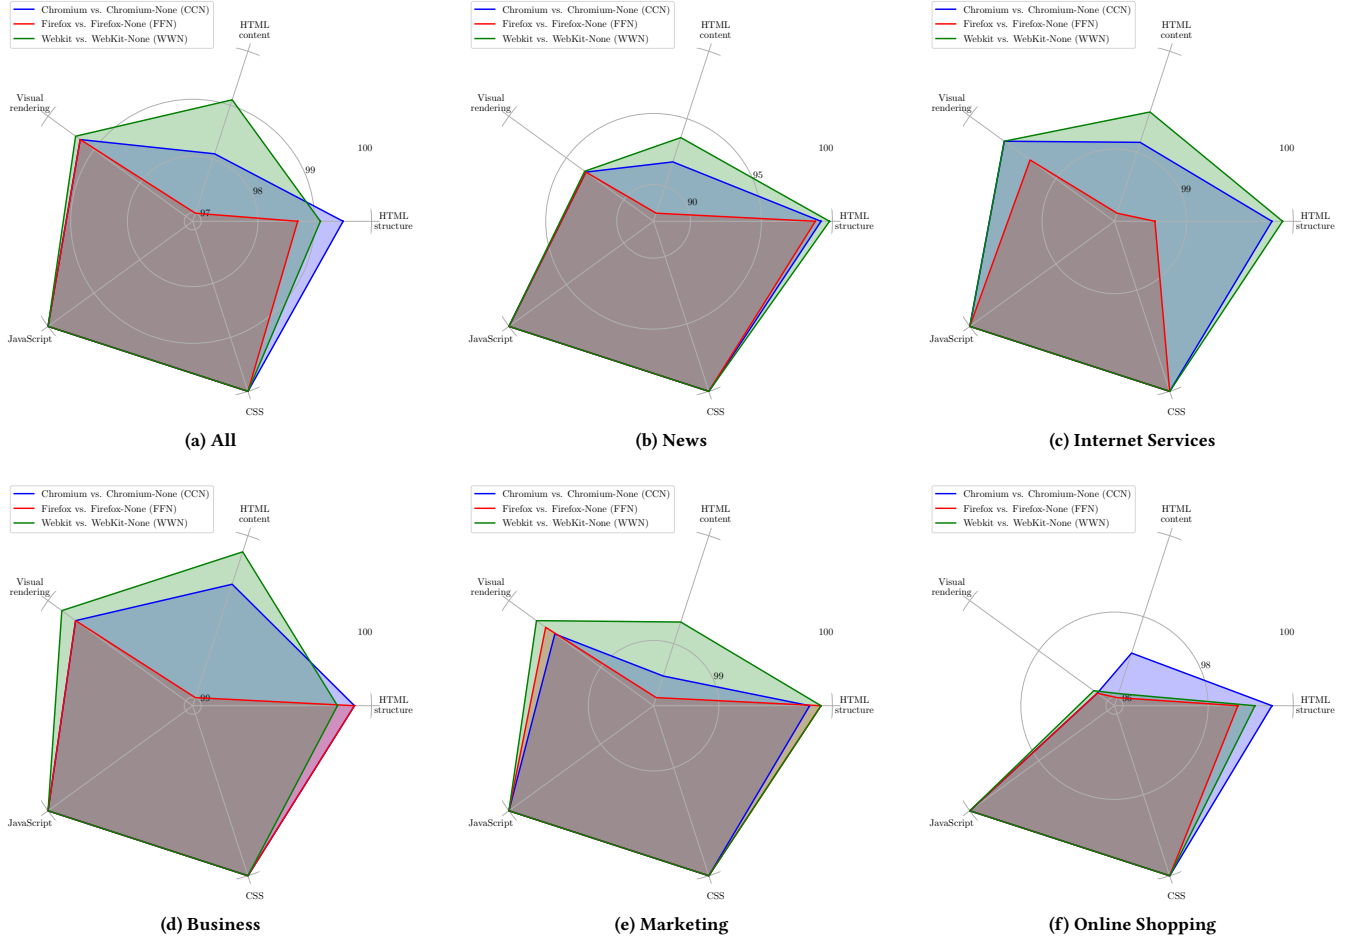 Chromium vs. Chromium-None (CCN)
Firefox vs. Firefox-None (FFN)
Webkit vs. WebKit-None (WWN)
HTML
content
Visual
rendering
100
99
98
97
HTML
structure
JavaScript
CSS
(a) All
Chromium vs. Chromium-None (CCN)
Firefox vs. Firefox-None (FFN)
Webkit vs. WebKit-None (WWN)
HTML
content
Visual
rendering
100
95
90
HTML
structure
JavaScript
CSS
(b) News
Chromium vs. Chromium-None (CCN)
Firefox vs. Firefox-None (FFN)
Webkit vs. WebKit-None (WWN)
HTML
content
Visual
rendering
100
99
HTML
structure
JavaScript
CSS
(c) Internet Services
Chromium vs. Chromium-None (CCN)
Firefox vs. Firefox-None (FFN)
Webkit vs. WebKit-None (WWN)
HTML
content
Visual
rendering
100
99
HTML
structure
JavaScript
CSS
(d) Business
Chromium vs. Chromium-None (CCN)
Firefox vs. Firefox-None (FFN)
Webkit vs. WebKit-None (WWN)
HTML
content
Visual
rendering
100
99
HTML
structure
JavaScript
CSS
(e) Marketing
Chromium vs. Chromium-None (CCN)
Firefox vs. Firefox-None (FFN)
Webkit vs. WebKit-None (WWN)
HTML
content
Visual
rendering
100
98
96
HTML
structure
JavaScript
CSS
(f) Online Shopping